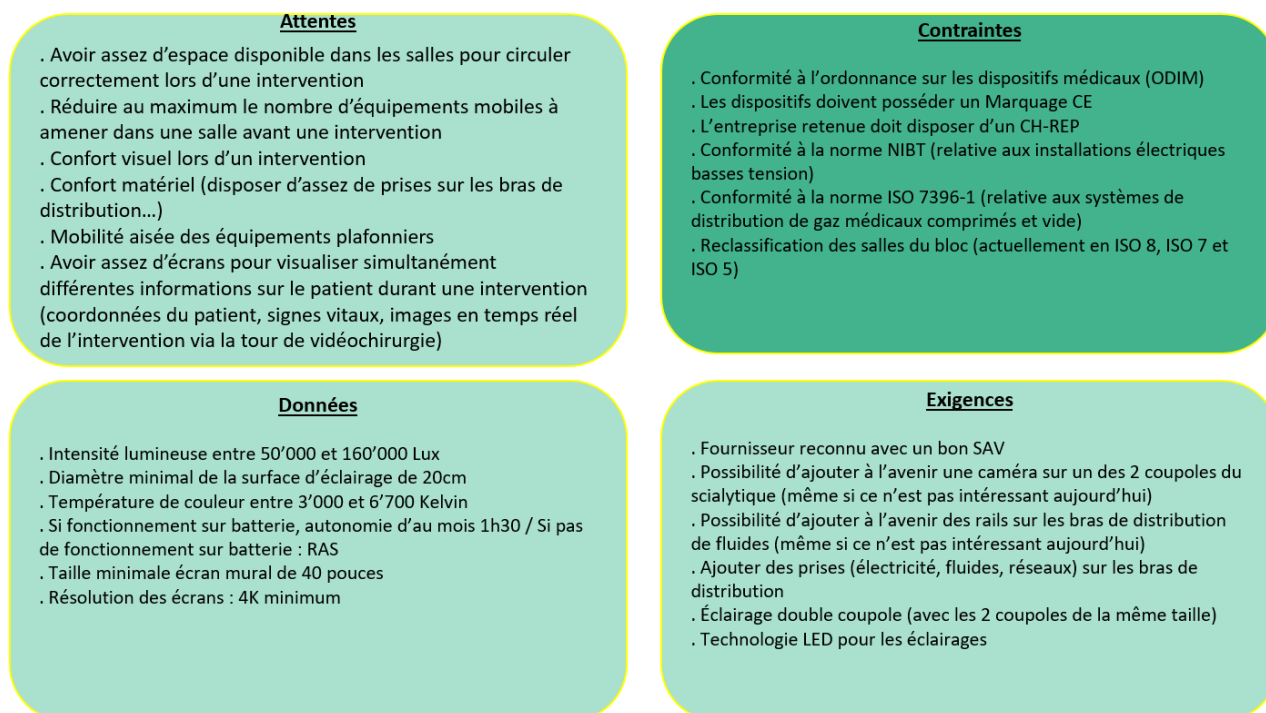 Attentes
. Avoir assez d’espace disponible dans les salles pour circuler
correctement lors d’une intervention
. Réduire au maximum le nombre d’équipements mobiles à
amener dans une salle avant une intervention
. Confort visuel lors d’un intervention
. Confort matériel (disposer d’assez de prises sur les bras de
distribution…)
. Mobilité aisée des équipements plafonniers
. Avoir assez d’écrans pour visualiser simultanément
différentes informations sur le patient durant une intervention
(coordonnées du patient, signes vitaux, images en temps réel
de l’intervention via la tour de vidéochirurgie)
Contraintes
. Conformité à l’ordonnance sur les dispositifs médicaux (ODIM)
. Les dispositifs doivent posséder un Marquage CE
. L’entreprise retenue doit disposer d’un CH-REP
. Conformité à la norme NIBT (relative aux installations électriques
basses tension)
. Conformité à la norme ISO 7396-1 (relative aux systèmes de
distribution de gaz médicaux comprimés et vide)
. Reclassification des salles du bloc (actuellement en ISO 8, ISO 7 et
ISO 5)
Données
. Intensité lumineuse entre 50’000 et 160’000 Lux
. Diamètre minimal de la surface d’éclairage de 20cm
. Température de couleur entre 3’000 et 6’700 Kelvin
. Si fonctionnement sur batterie, autonomie d’au mois 1h30 / Si pas
de fonctionnement sur batterie : RAS
. Taille minimale écran mural de 40 pouces
. Résolution des écrans : 4K minimum
Exigences
. Fournisseur reconnu avec un bon SAV
. Possibilité d’ajouter à l’avenir une caméra sur un des 2 coupoles du
scialytique (même si ce n’est pas intéressant aujourd’hui)
. Possibilité d’ajouter à l’avenir des rails sur les bras de distribution
de fluides (même si ce n’est pas intéressant aujourd’hui)
. Ajouter des prises (électricité, fluides, réseaux) sur les bras de
distribution
. Éclairage double coupole (avec les 2 coupoles de la même taille)
. Technologie LED pour les éclairages